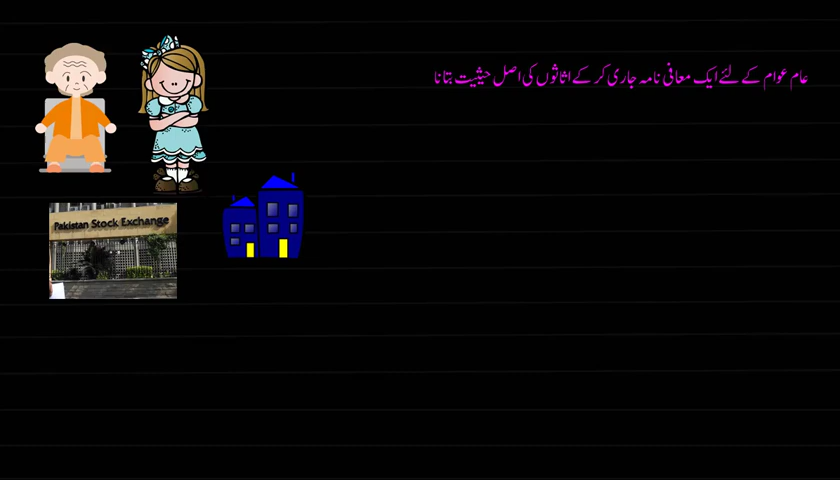 عام عوام کے لئے ایک معافی نامہ جاری کر کے اثاثوں کی اصل حیثیت بتانا
Pakistan Stock Exchange